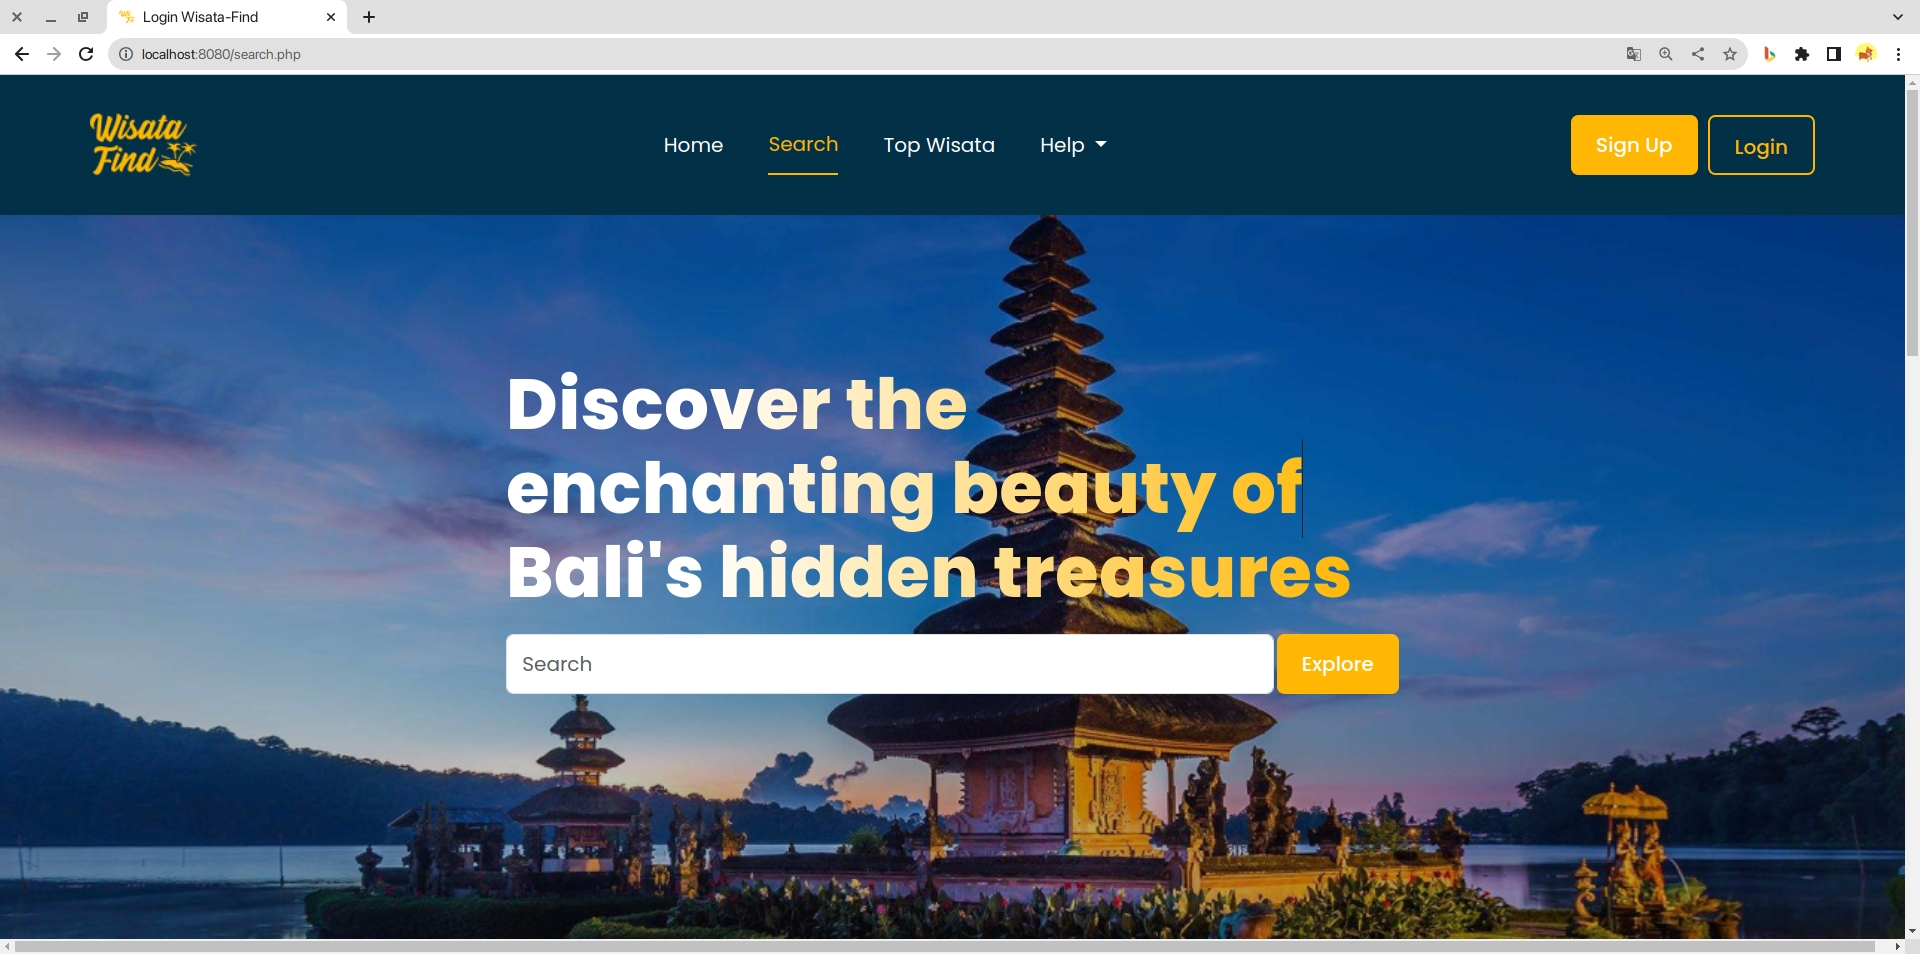 Login Wisata-Find
localhost:8080/search.php
Wisata
Find
Home
Search
Top Wisata
Help
Sign Up
Login
Discover the
enchanting beauty of
Bali's hidden treasures
Search
Explore